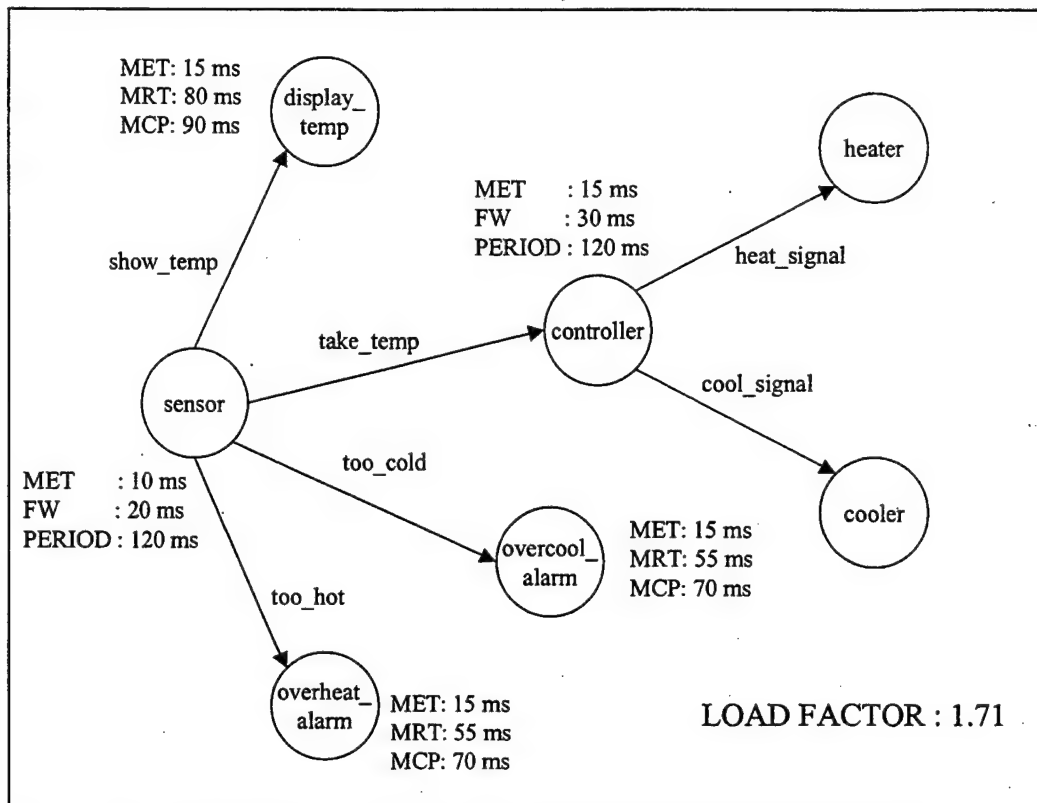 MET: 15 ms
MRT: 80 ms
MCP: 90 ms
display_
temp
heater
MET : 15 ms
FW : 30 ms
PERIOD : 120 ms
show_temp
heat_signal
take_temp
controller
cool_signal
sensor
too_cold
MET : 10 ms
FW : 20 ms
PERIOD : 120 ms
cooler
overcool_
alarm
MET: 15 ms
MRT: 55 ms
MCP: 70 ms
too_hot
overheat_
alarm
MET: 15 ms
MRT: 55 ms
MCP: 70 ms
LOAD FACTOR : 1.71